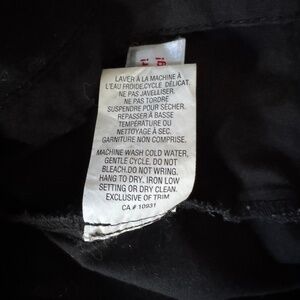 LAVER À LA MACHINE À
L'EAU FROIDE.CYCLE DÉLICAT.
NE PAS JAVELLISER.
NE PAS TORDRE
SUSPENDRE POUR SÉCHER.
REPASSER À BASSE
TEMPÉRATURE OU
NETTOYAGE À SEC.
GARNITURE NON COMPRISE.
MACHINE WASH COLD WATER,
GENTLE CYCLE. DO NOT
BLEACH.DO NOT WRING.
HANG TO DRY. IRON LOW
SETTING OR DRY CLEAN.
EXCLUSIVE OF TRIM
CA # 10931